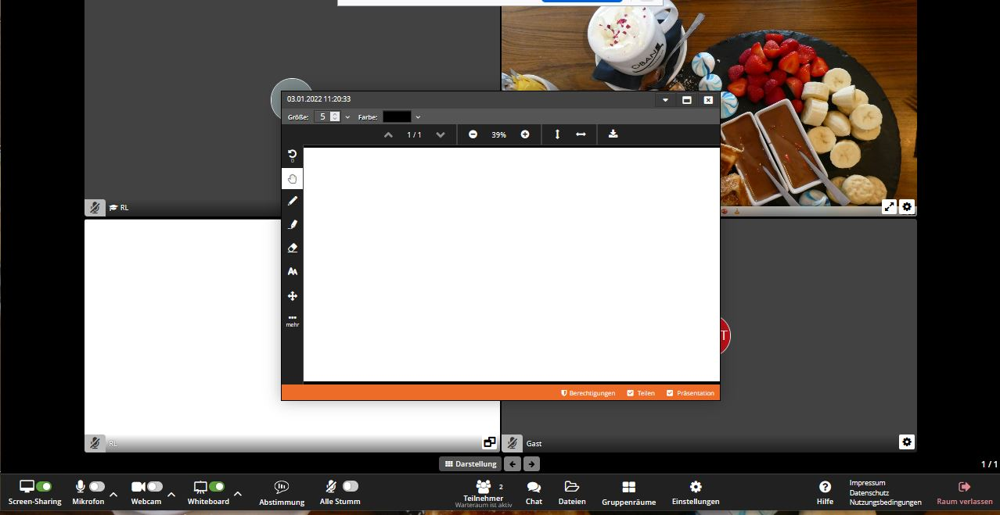 OBAN
03.01.2022 11:20:33
Größe: 5 Farbe:
1 / 1 39%
0
mehr
RL
Berechtigungen Teilen Präsentation
T
RL
Gast
Darstellung
1 / 1
Screen-Sharing Mikrofon Webcam Whiteboard Abstimmung Alle Stumm
2
Teilnehmer
Warteraum ist aktiv
Chat Dateien Gruppenräume Einstellungen
Hilfe
Impressum
Datenschutz
Nutzungsbedingungen
Raum verlassen